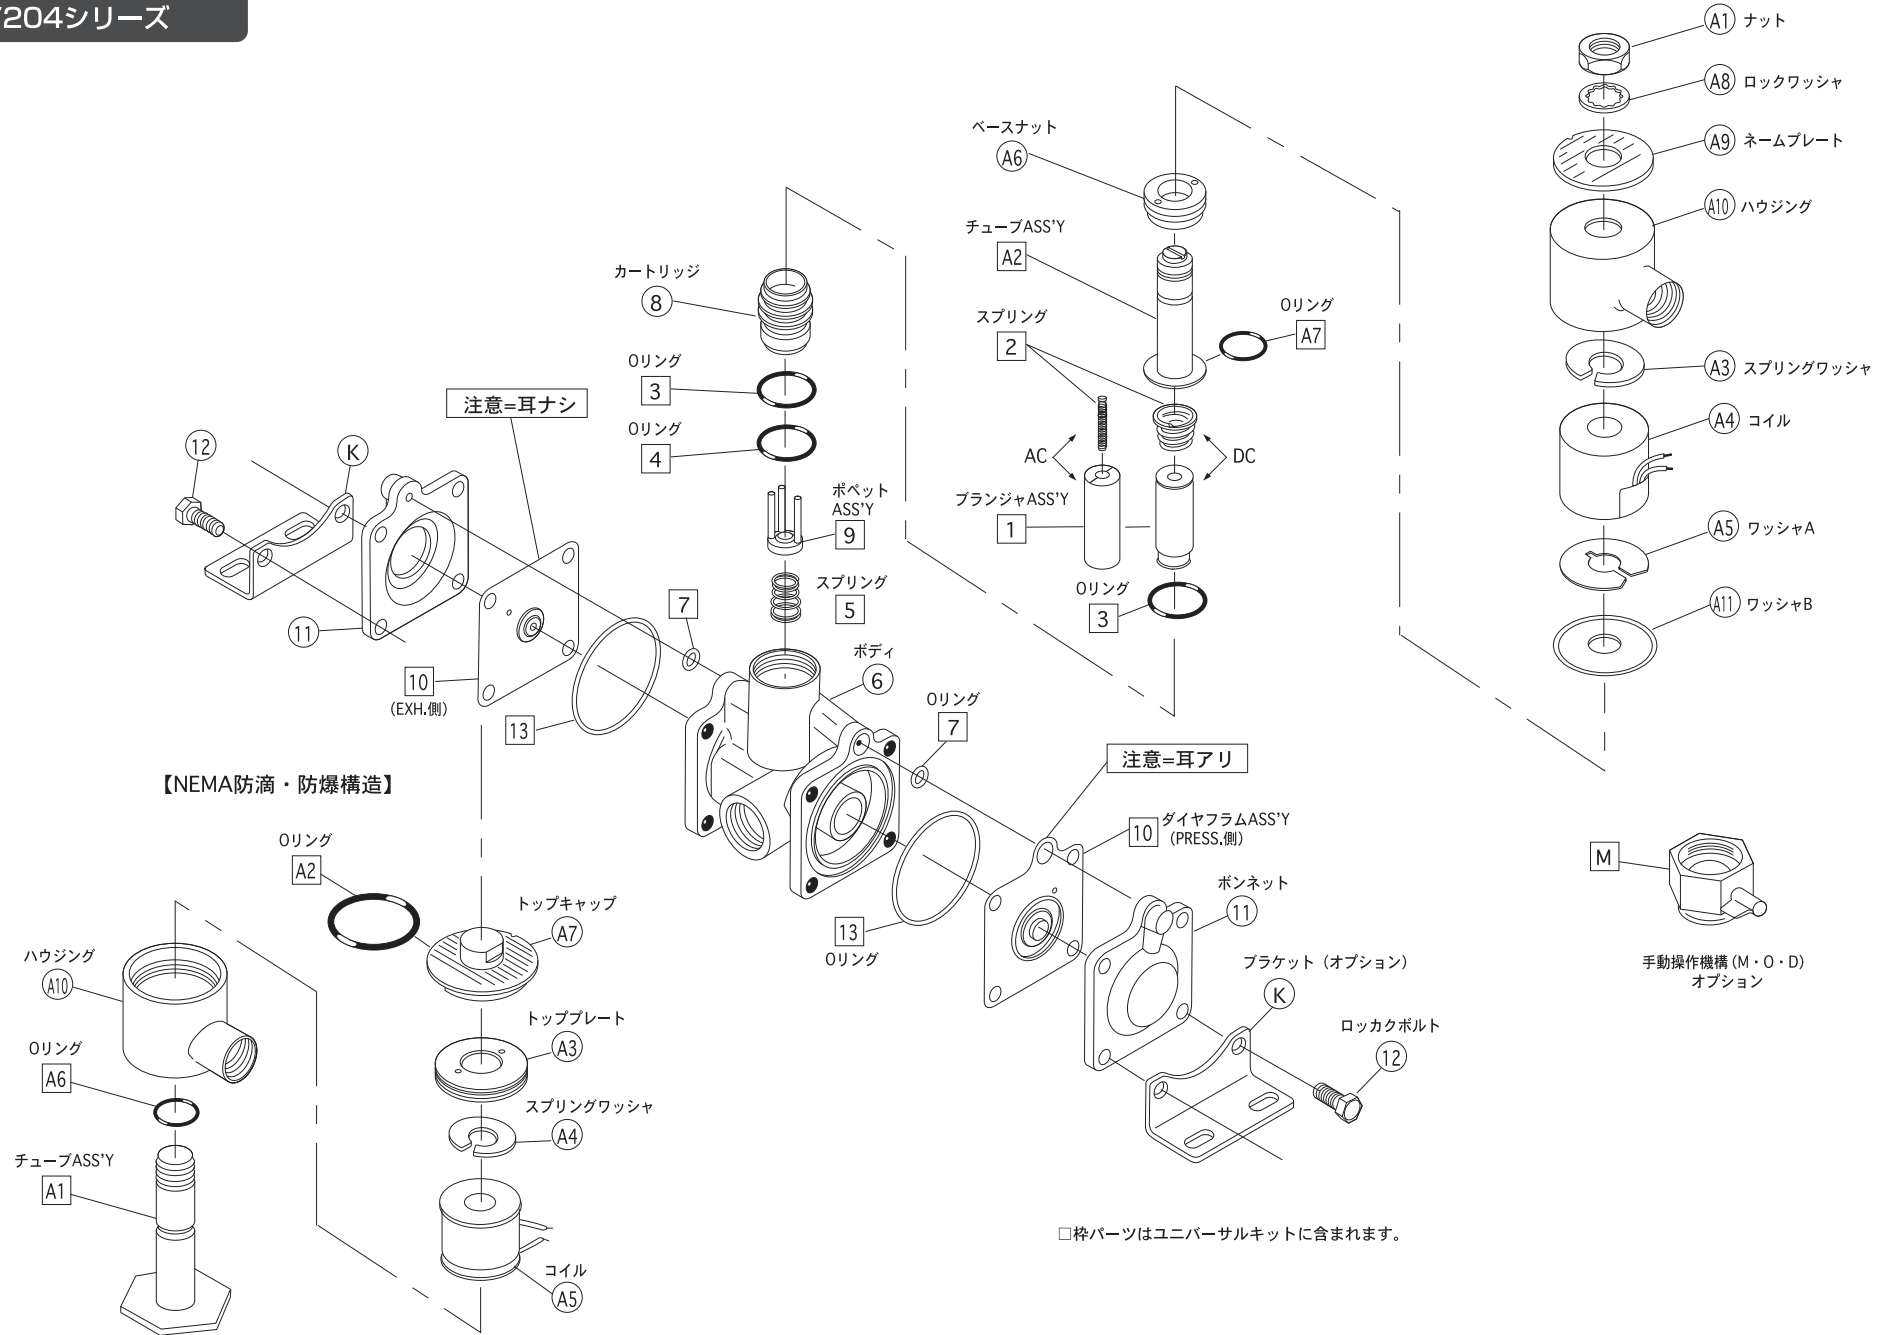 204シリーズ
A1 ナット
A8 ロックワッシャ
A9 ネームプレート
A10 ハウジング
A3 スプリングワッシャ
A4 コイル
A5 ワッシャA
A11 ワッシャB
ベースナット
A6
チューブASS'Y
A2
Oリング
A7
スプリング
2
AC
DC
プランジャASS'Y
1
Oリング
3
カートリッジ
8
Oリング
3
Oリング
4
ポペット
ASS'Y
9
スプリング
5
注意=耳ナシ
12
K
11
10
(EXH.側)
13
7
ボディ
6
Oリング
7
注意=耳アリ
10
ダイヤフラムASS'Y
(PRESS.側)
ボンネット
11
13
Oリング
ブラケット(オプション)
K
ロッカクボルト
12
M
手動操作機構(M・O・D)
オプション
【NEMA防滴・防爆構造】
Oリング
A2
トップキャップ
A7
ハウジング
A10
トッププレート
A3
Oリング
A6
スプリングワッシャ
A4
チューブASS'Y
A1
コイル
A5
□枠パーツはユニバーサルキットに含まれます。